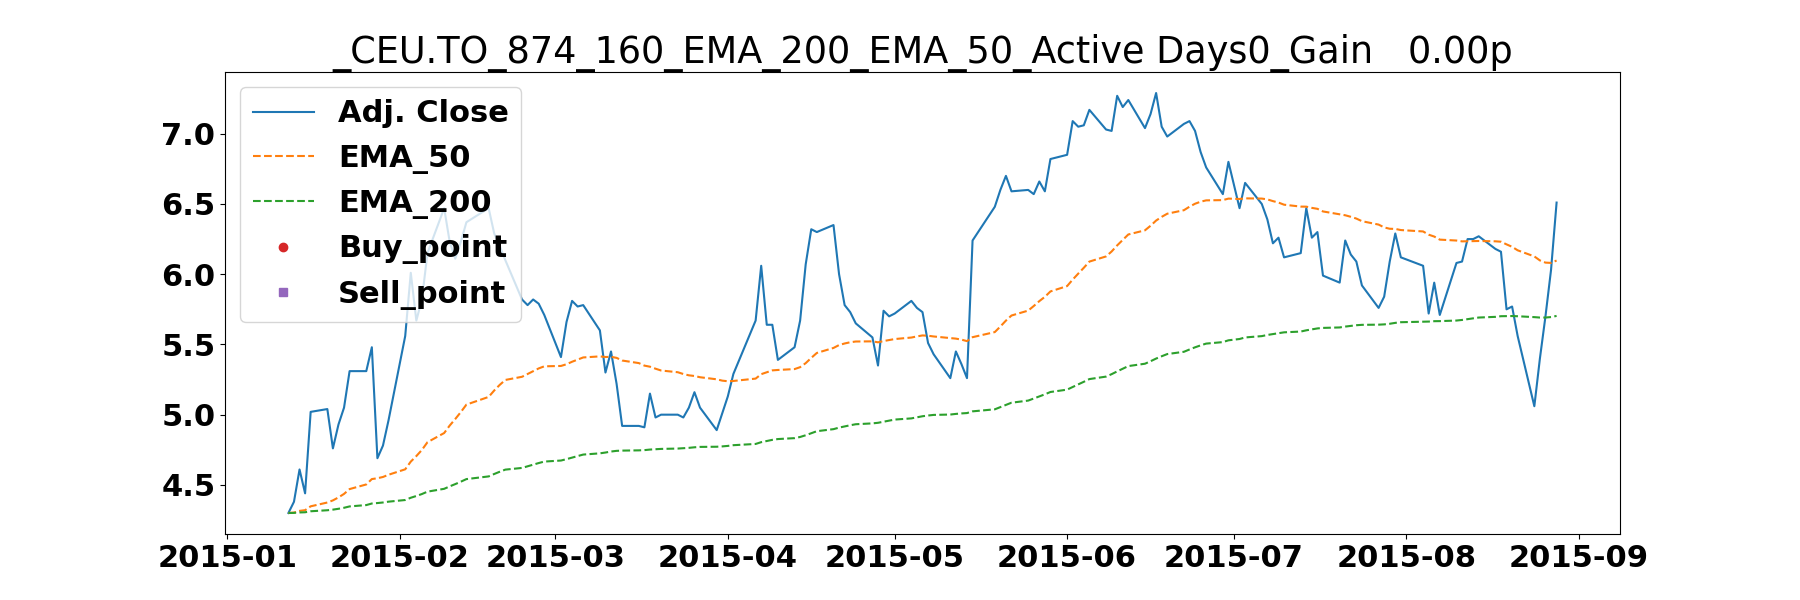 _CEU.TO_874_160_EMA_200_EMA_50_Active Days0_Gain   0.00p
Adj. Close
EMA_50
EMA_200
Buy_point
Sell_point
7.0
6.5
6.0
5.5
5.0
4.5
2015-01 2015-02 2015-03 2015-04 2015-05 2015-06 2015-07 2015-08 2015-09